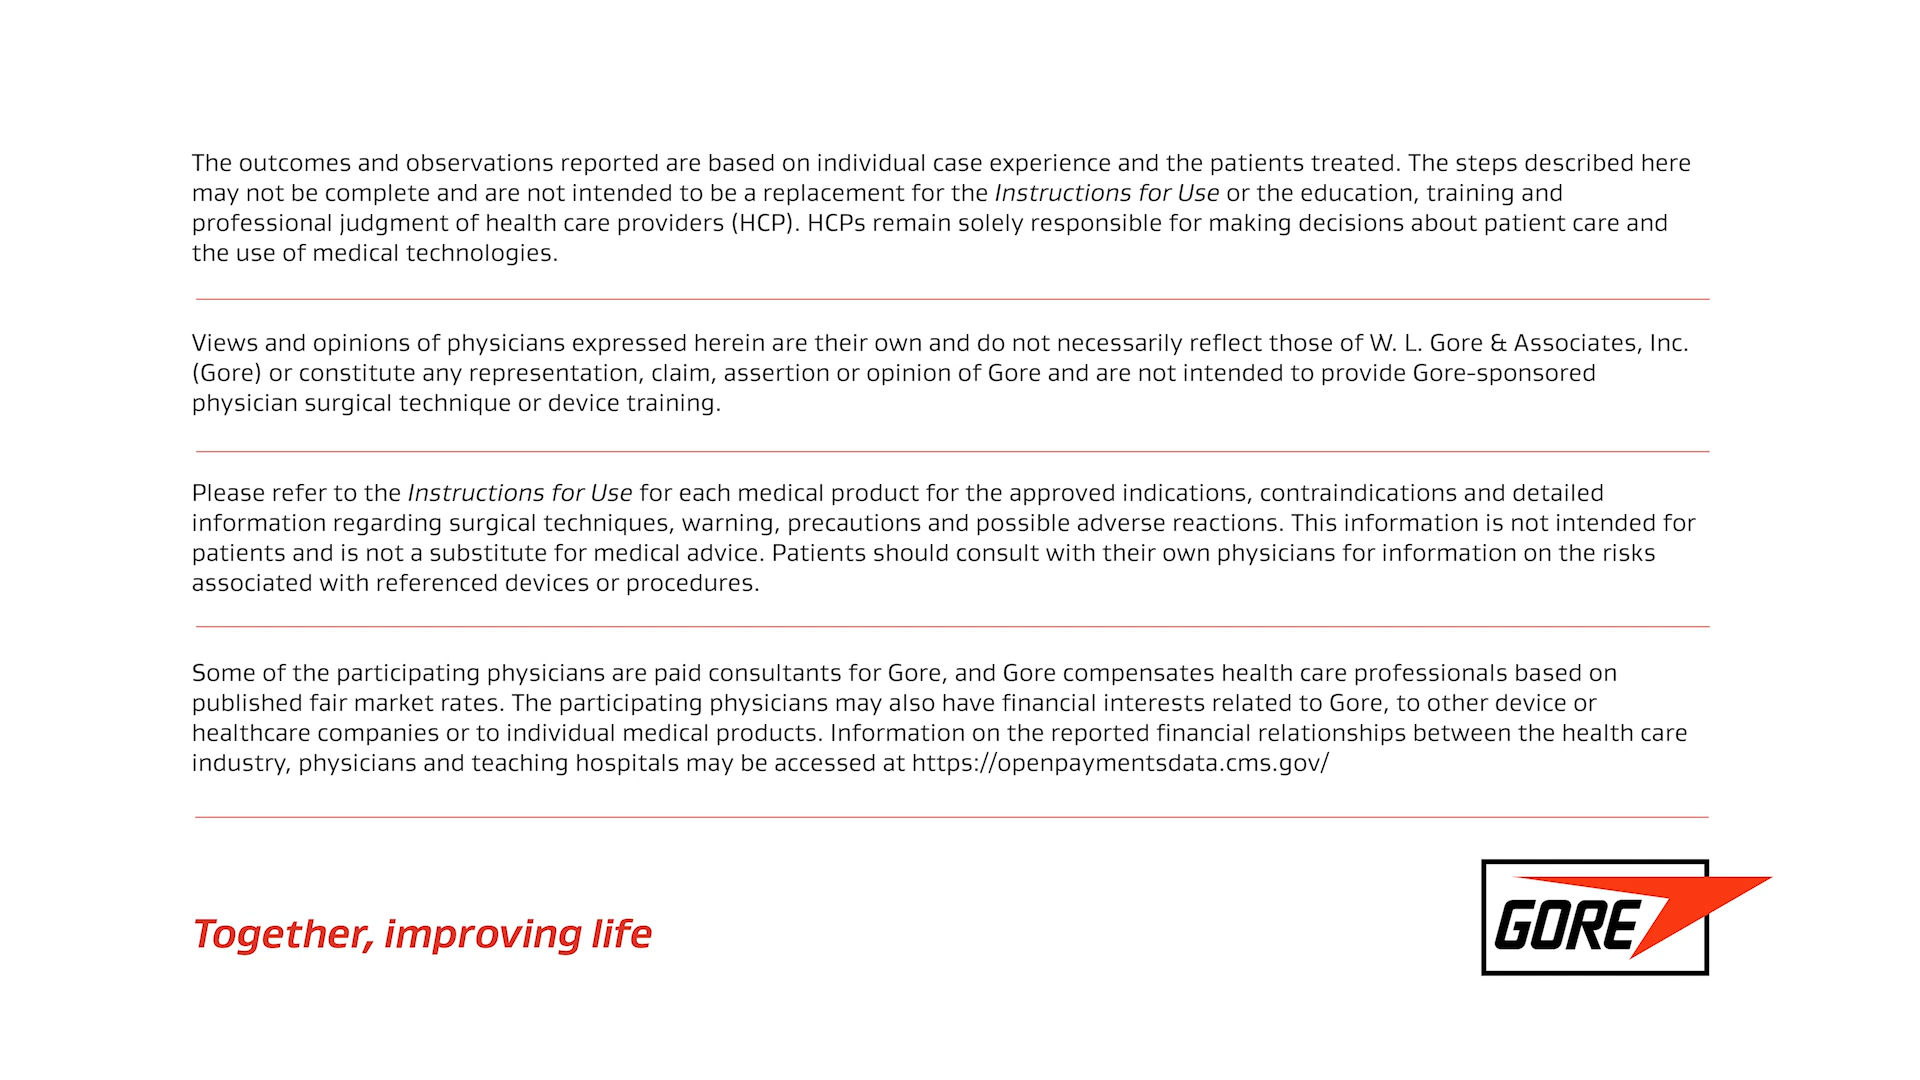 The outcomes and observations reported are based on individual case experience and the patients treated. The steps described here
may not be complete and are not intended to be a replacement for the Instructions for Use or the education, training and
professional judgment of health care providers (HCP). HCPs remain solely responsible for making decisions about patient care and
the use of medical technologies.
Views and opinions of physicians expressed herein are their own and do not necessarily reflect those of W. L. Gore & Associates, Inc.
(Gore) or constitute any representation, claim, assertion or opinion of Gore and are not intended to provide Gore-sponsored
physician surgical technique or device training.
Please refer to the Instructions for Use for each medical product for the approved indications, contraindications and detailed
information regarding surgical techniques, warning, precautions and possible adverse reactions. This information is not intended for
patients and is not a substitute for medical advice. Patients should consult with their own physicians for information on the risks
associated with referenced devices or procedures.
Some of the participating physicians are paid consultants for Gore, and Gore compensates health care professionals based on
published fair market rates. The participating physicians may also have financial interests related to Gore, to other device or
healthcare companies or to individual medical products. Information on the reported financial relationships between the health care
industry, physicians and teaching hospitals may be accessed at https://openpaymentsdata.cms.gov/
Together, improving life
GORE